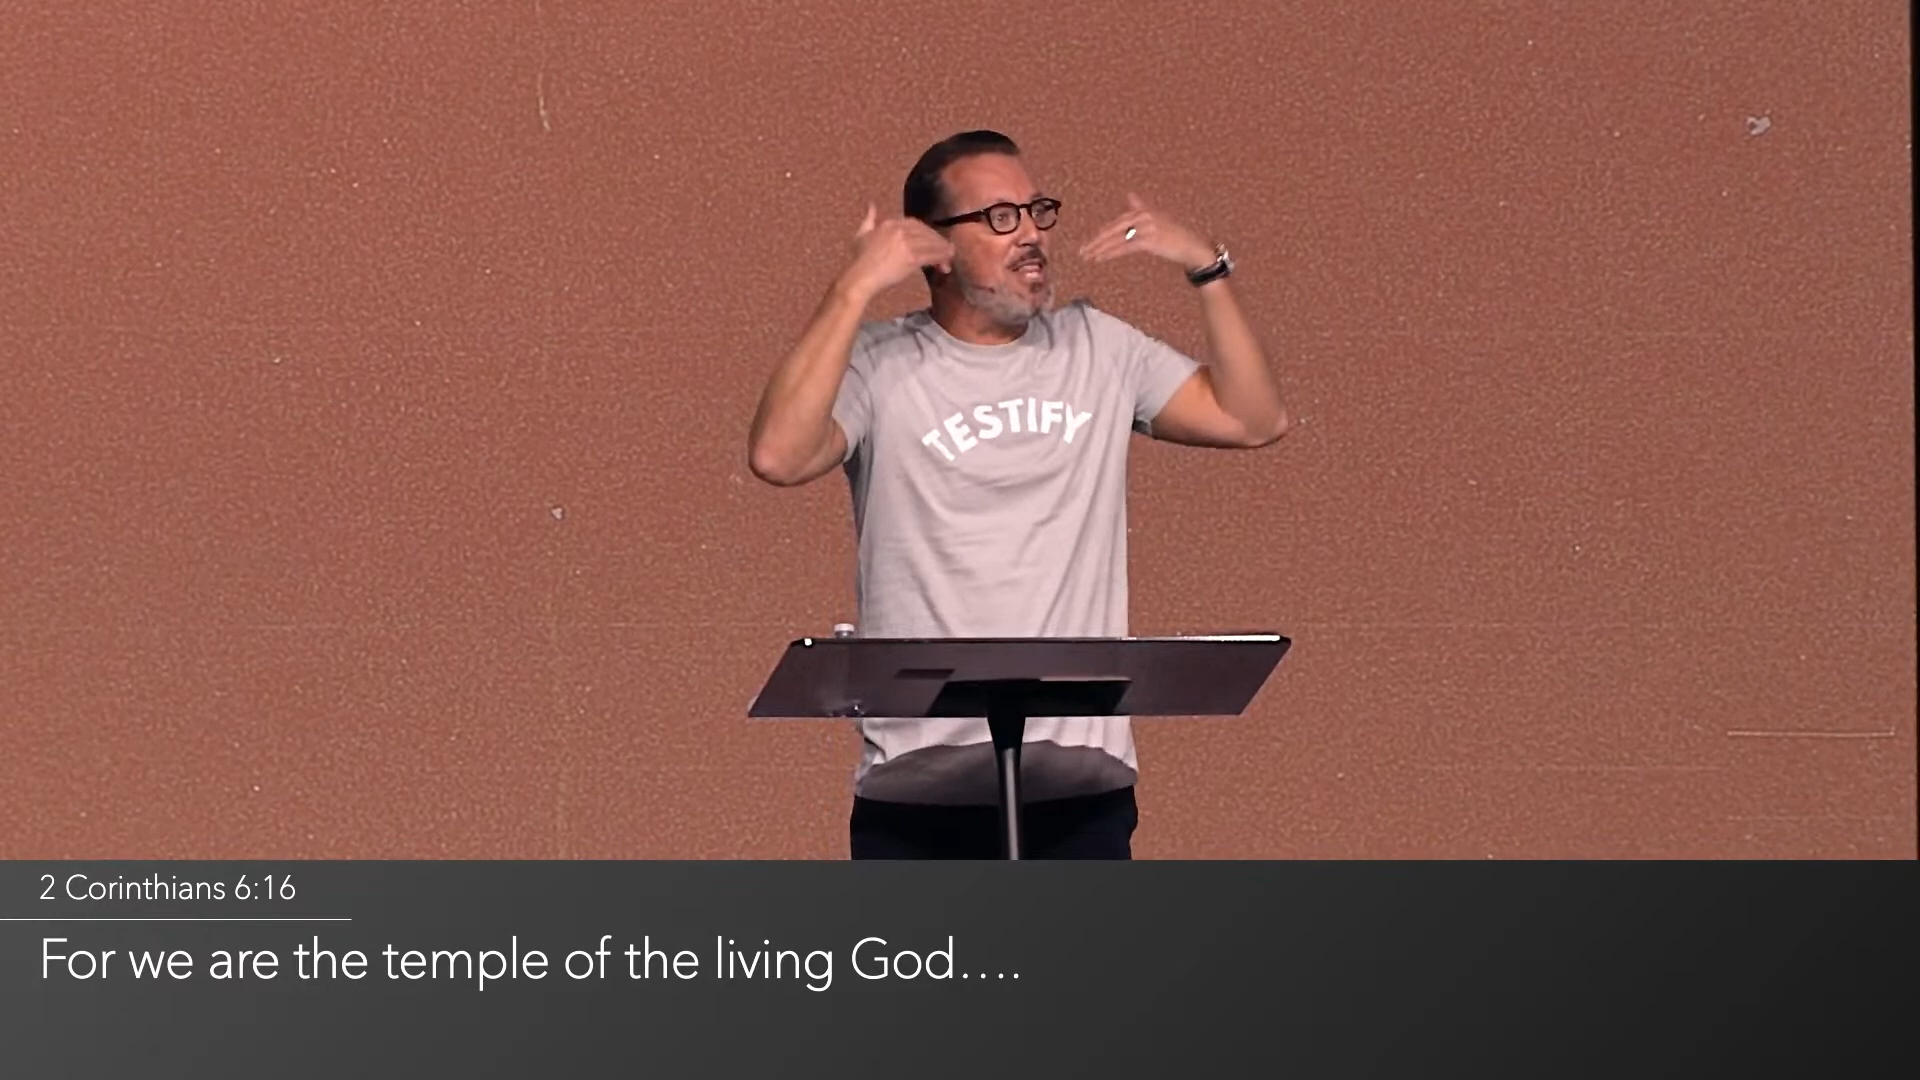 TESTIFY
2 Corinthians 6:16
For we are the temple of the living God....